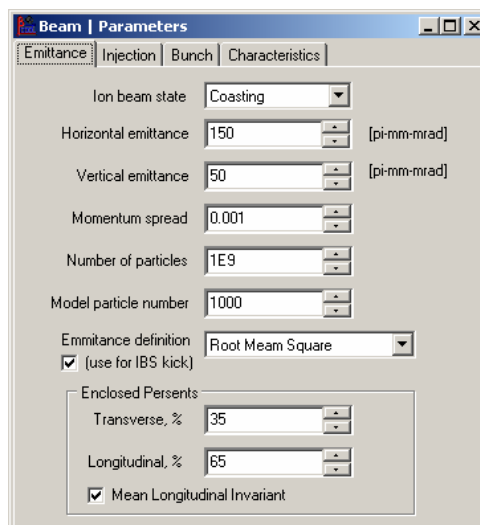 Beam | Parameters
Emittance Injection Bunch Characteristics
Ion beam state Coasting
Horizontal emittance 150 [pi-mm-mrad]
Vertical emittance 50 [pi-mm-mrad]
Momentum spread 0.001
Number of particles 1E9
Model particle number 1000
Emmitance definition Root Meam Square
(use for IBS kick)
Enclosed Persents
Transverse, % 35
Longitudinal, % 65
Mean Longitudinal Invariant